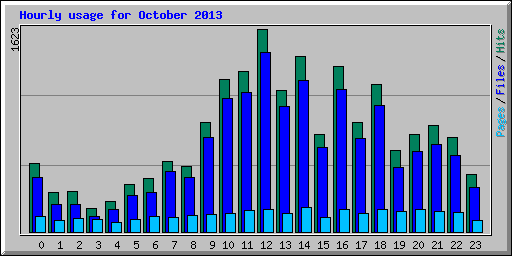 Hourly usage for October 2013
1623
Pages / Files / Hits
0 1 2 3 4 5 6 7 8 9 10 11 12 13 14 15 16 17 18 19 20 21 22 23